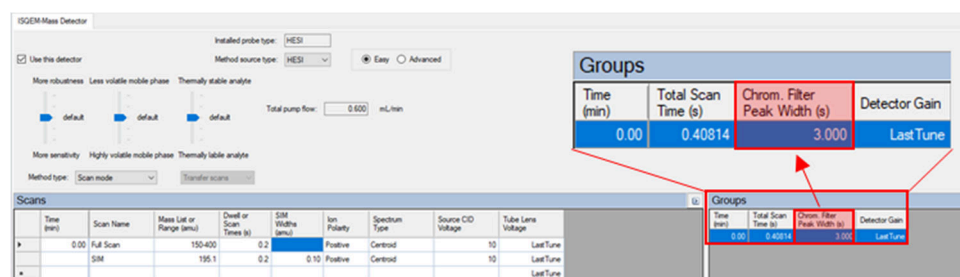 ISQEM-Mass Detector
Installed probe type: HESI
Use this detector Method source type: HESI Easy Advanced
More robustness Less volatile mobile phase Thermally stable analyte
default default default Total pump flow: 0.600 mL/min
More sensitivity Highly volatile mobile phase Thermally labile analyte
Method type: Scan mode Transfer scans
Groups
Time (min) Total Scan Time (s) Chrom. Filter Peak Width (s) Detector Gain
0.00 0.40814 3.000 LastTune
Scans
Time (min) Scan Name Mass List or Range (amu) Dwell or Scan Times (s) SIM Widths (amu) Ion Polarity Spectrum Type Source CID Voltage Tube Lens Voltage
0.00 Full Scan 150-400 0.2 Positive Centroid 10 LastTune
SIM 195.1 0.2 0.10 Positive Centroid 10 LastTune
LastTune
Groups
Time (min) Total Scan Time (s) Chrom. Filter Peak Width (s) Detector Gain
0.00 0.40814 3.000 LastTune